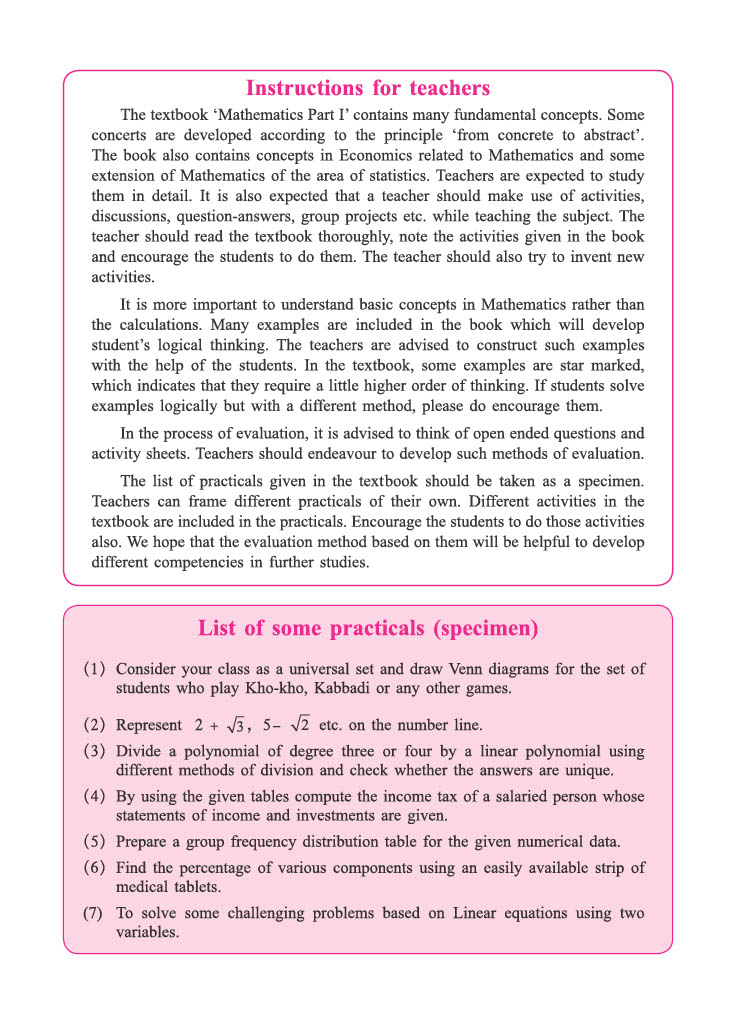 Instructions for teachers
The textbook ‘Mathematics Part I’ contains many fundamental concepts. Some
concerts are developed according to the principle ‘from concrete to abstract’.
The book also contains concepts in Economics related to Mathematics and some
extension of Mathematics of the area of statistics. Teachers are expected to study
them in detail. It is also expected that a teacher should make use of activities,
discussions, question-answers, group projects etc. while teaching the subject. The
teacher should read the textbook thoroughly, note the activities given in the book
and encourage the students to do them. The teacher should also try to invent new
activities.
It is more important to understand basic concepts in Mathematics rather than
the calculations. Many examples are included in the book which will develop
student’s logical thinking. The teachers are advised to construct such examples
with the help of the students. In the textbook, some examples are star marked,
which indicates that they require a little higher order of thinking. If students solve
examples logically but with a different method, please do encourage them.
In the process of evaluation, it is advised to think of open ended questions and
activity sheets. Teachers should endeavour to develop such methods of evaluation.
The list of practicals given in the textbook should be taken as a specimen.
Teachers can frame different practicals of their own. Different activities in the
textbook are included in the practicals. Encourage the students to do those activities
also. We hope that the evaluation method based on them will be helpful to develop
different competencies in further studies.
List of some practicals (specimen)
(1) Consider your class as a universal set and draw Venn diagrams for the set of
students who play Kho-kho, Kabbadi or any other games.
(2) Represent 2 + √3, 5– √2 etc. on the number line.
(3) Divide a polynomial of degree three or four by a linear polynomial using
different methods of division and check whether the answers are unique.
(4) By using the given tables compute the income tax of a salaried person whose
statements of income and investments are given.
(5) Prepare a group frequency distribution table for the given numerical data.
(6) Find the percentage of various components using an easily available strip of
medical tablets.
(7) To solve some challenging problems based on Linear equations using two
variables.